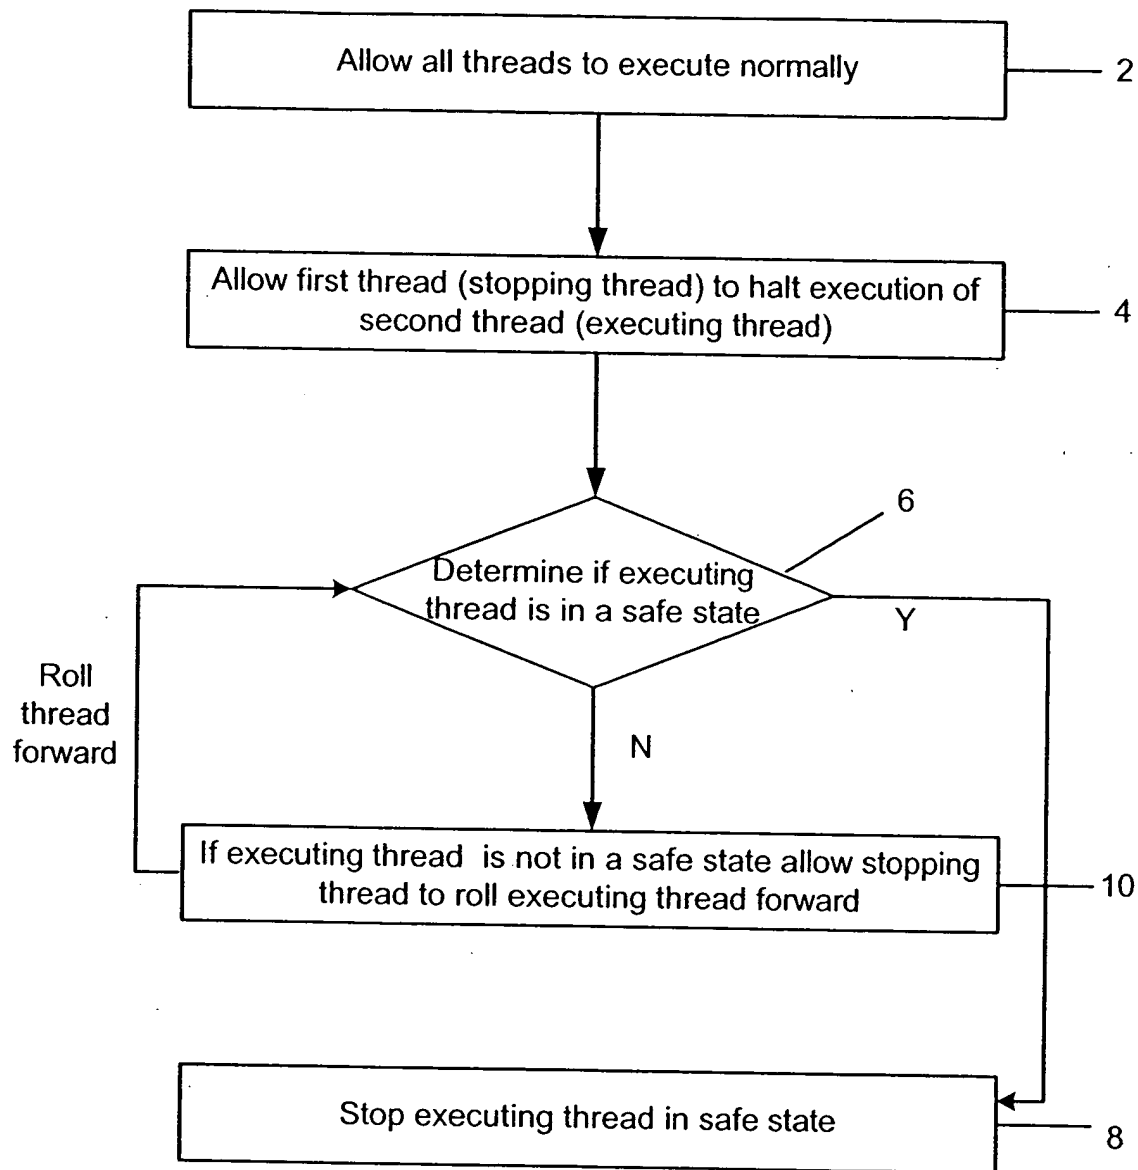 Allow all threads to execute normally
2
Allow first thread (stopping thread) to halt execution of
second thread (executing thread)
4
6
Determine if executing
thread is in a safe state
Y
Roll
thread
forward
N
If executing thread is not in a safe state allow stopping
thread to roll executing thread forward
10
Stop executing thread in safe state
8